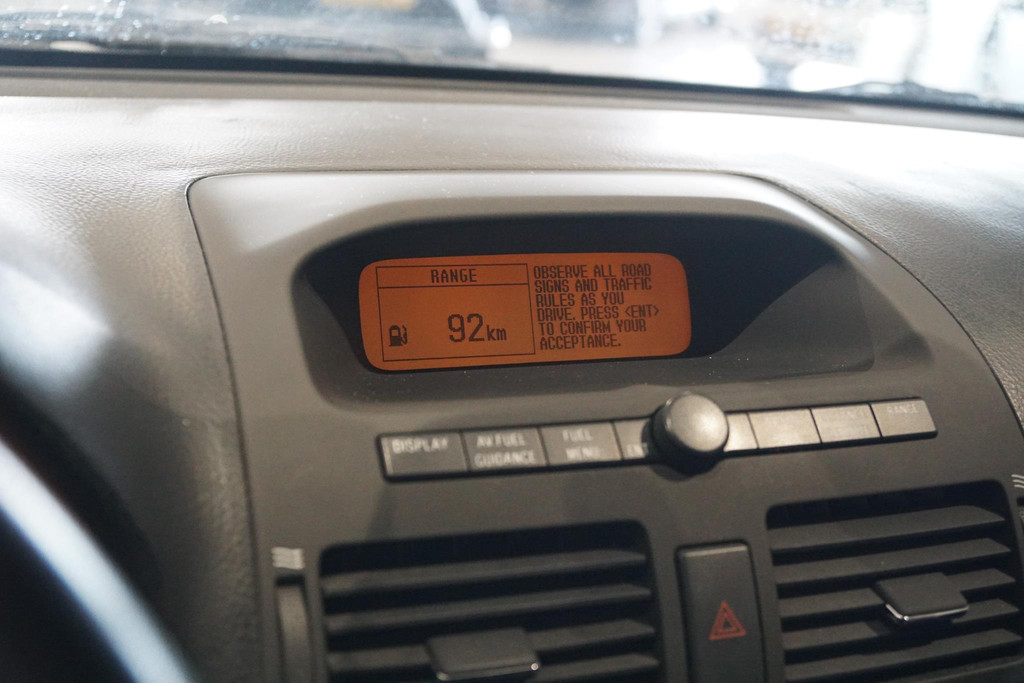 RANGE
92km
OBSERVE ALL ROAD
SIGNS AND TRAFFIC
RULES AS YOU
DRIVE. PRESS <ENT>
TO CONFIRM YOUR
ACCEPTANCE.
DISPLAY
AV.FUEL
GUIDANCE
FUEL
MENU
RANGE